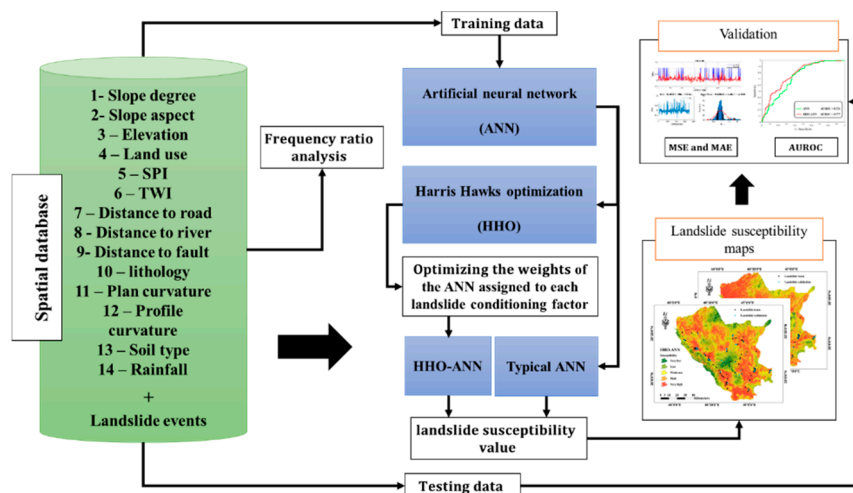 Training data
Validation
Spatial database
1- Slope degree
2- Slope aspect
3 – Elevation
4 – Land use
5 – SPI
6 – TWI
7 – Distance to road
8 - Distance to river
9- Distance to fault
10 – lithology
11 – Plan curvature
12 – Profile
curvature
13 – Soil type
14 – Rainfall
+
Landslide events
Frequency ratio
analysis
Artificial neural network
(ANN)
Harris Hawks optimization
(HHO)
Optimizing the weights of
the ANN assigned to each
landslide conditioning factor
HHO-ANN
Typical ANN
landslide susceptibility
value
Testing data
MSE and MAE
AUROC
Landslide susceptibility
maps
HHO-ANN